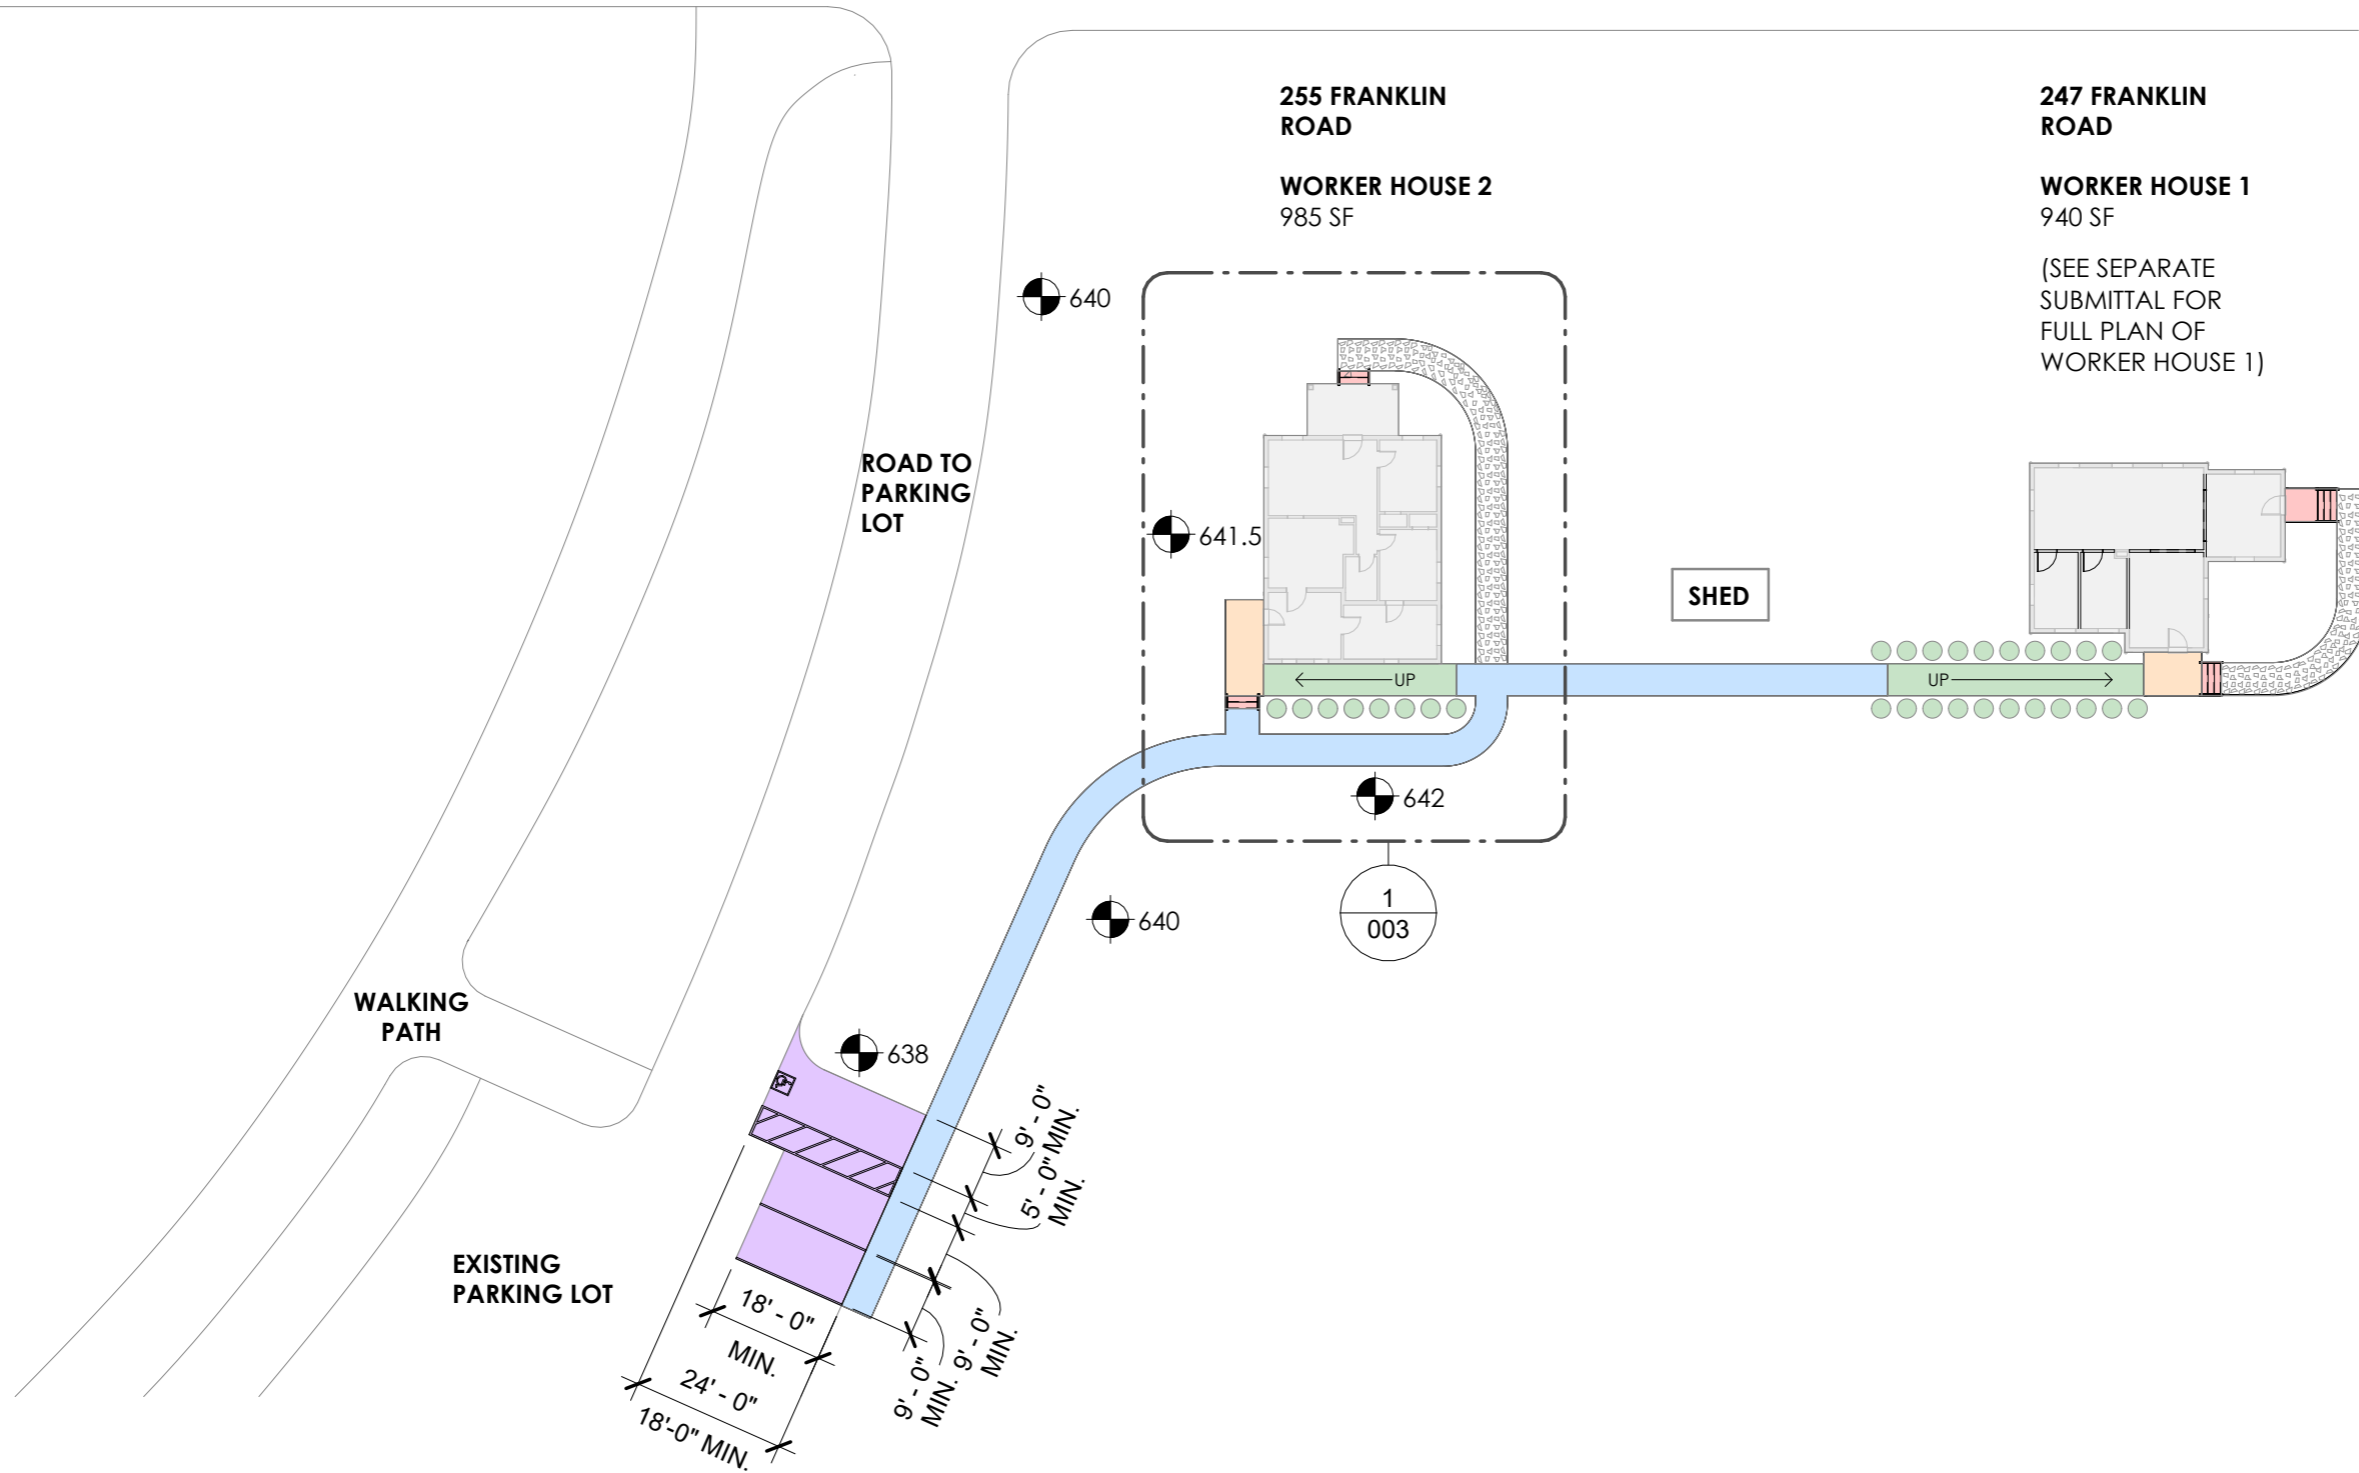 255 FRANKLIN
ROAD
WORKER HOUSE 2
985 SF
247 FRANKLIN
ROAD
WORKER HOUSE 1
940 SF
(SEE SEPARATE
SUBMITTAL FOR
FULL PLAN OF
WORKER HOUSE 1)
640
ROAD TO
PARKING
LOT
641.5
SHED
UP
UP
642
1
003
640
WALKING
PATH
638
9' - 0"
MIN.
5' - 0"
MIN.
9' - 0"
MIN.
9' - 0"
MIN.
EXISTING
PARKING LOT
18' - 0"
MIN.
24' - 0"
18'-0" MIN.